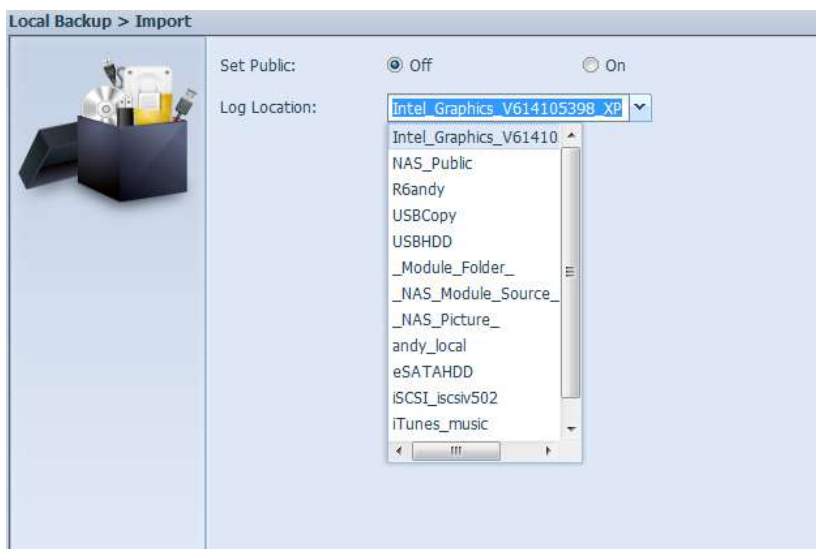 Local Backup > Import
Set Public: Off On
Log Location: Intel_Graphics_V614105398_XP
Intel_Graphics_V61410
NAS_Public
R6andy
USBCopy
USBHDD
_Module_Folder_
_NAS_Module_Source_
_NAS_Picture_
andy_local
eSATAHDD
iSCSI_iscsiv502
iTunes_music